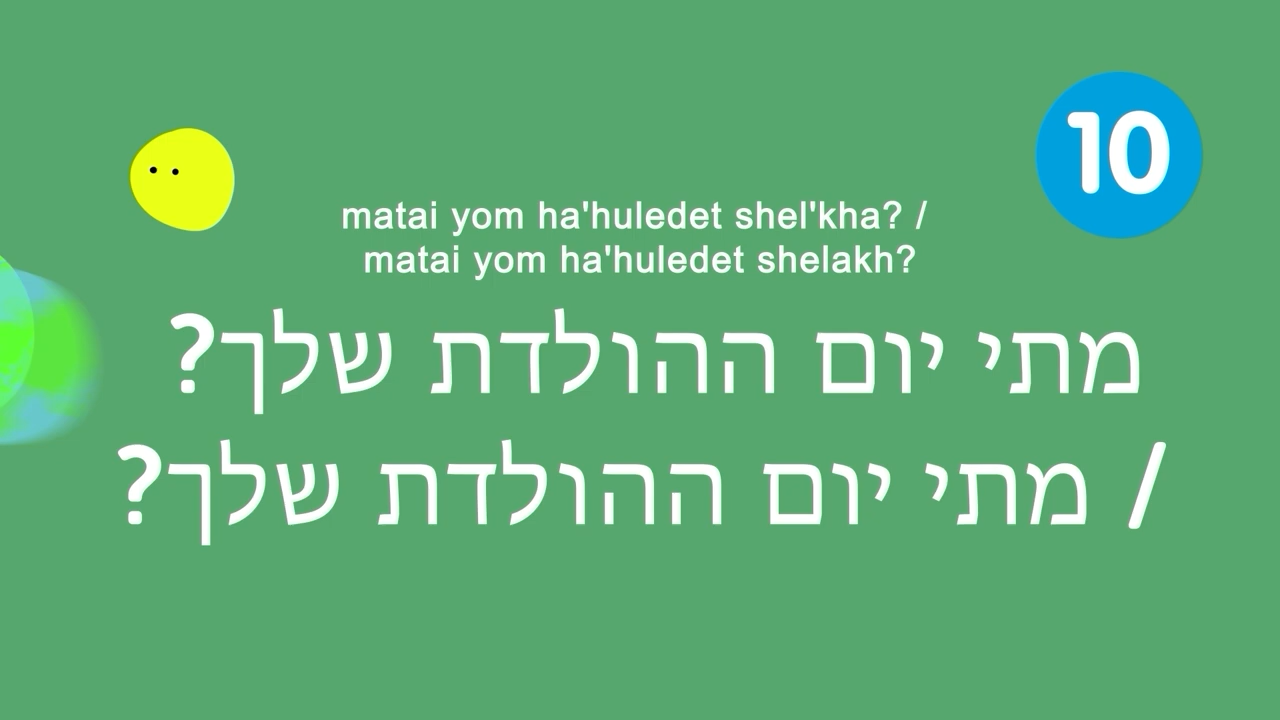 10
matai yom ha'huledet shel'kha? /
matai yom ha'huledet shelakh?
מתי יום ההולדת שלך?
/ מתי יום ההולדת שלך?